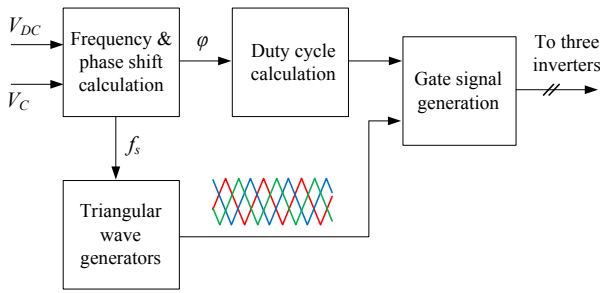 V_DC
V_C
Frequency &
phase shift
calculation
φ
Duty cycle
calculation
Gate signal
generation
To three
inverters
f_s
Triangular
wave
generators